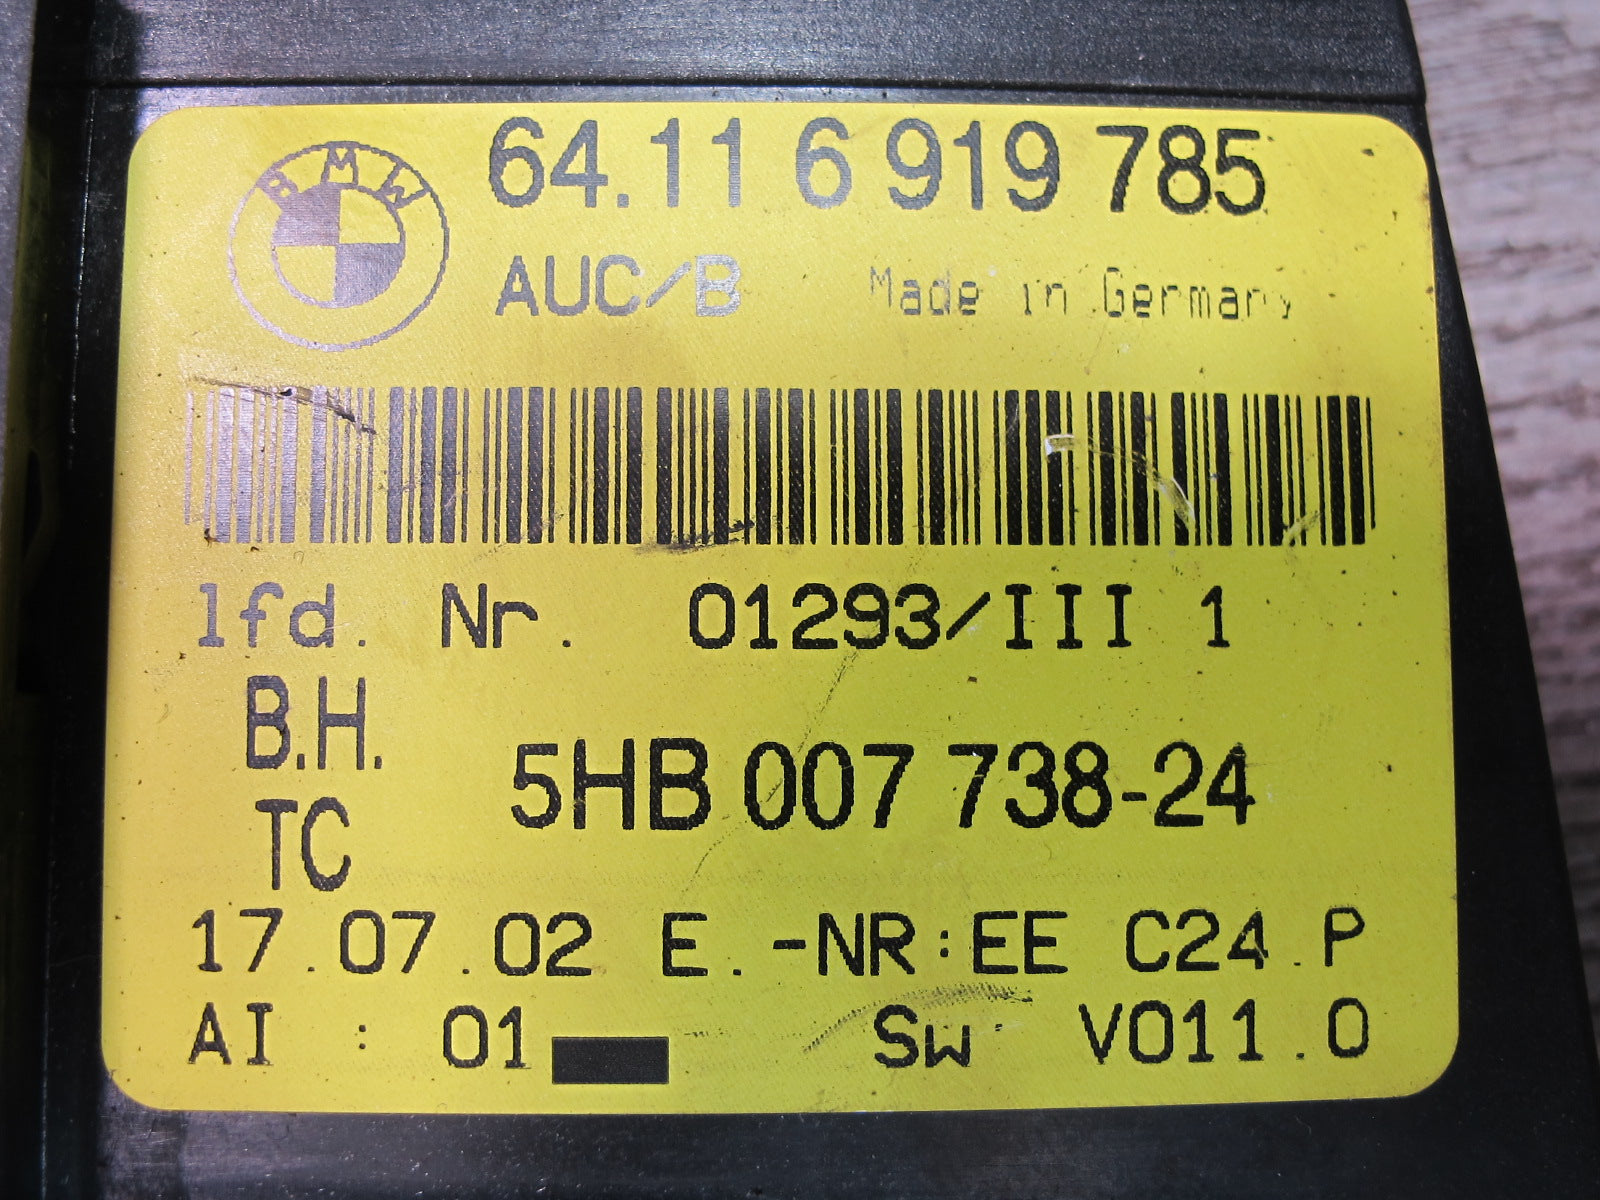 BMW
64.11 6 919 785
AUC/B Made in Germany
lfd. Nr. 01293/III 1
B.H.
TC
5HB 007 738-24
17.07.02 E.-NR:EE C24.P
AI : 01 Sw: V011.0